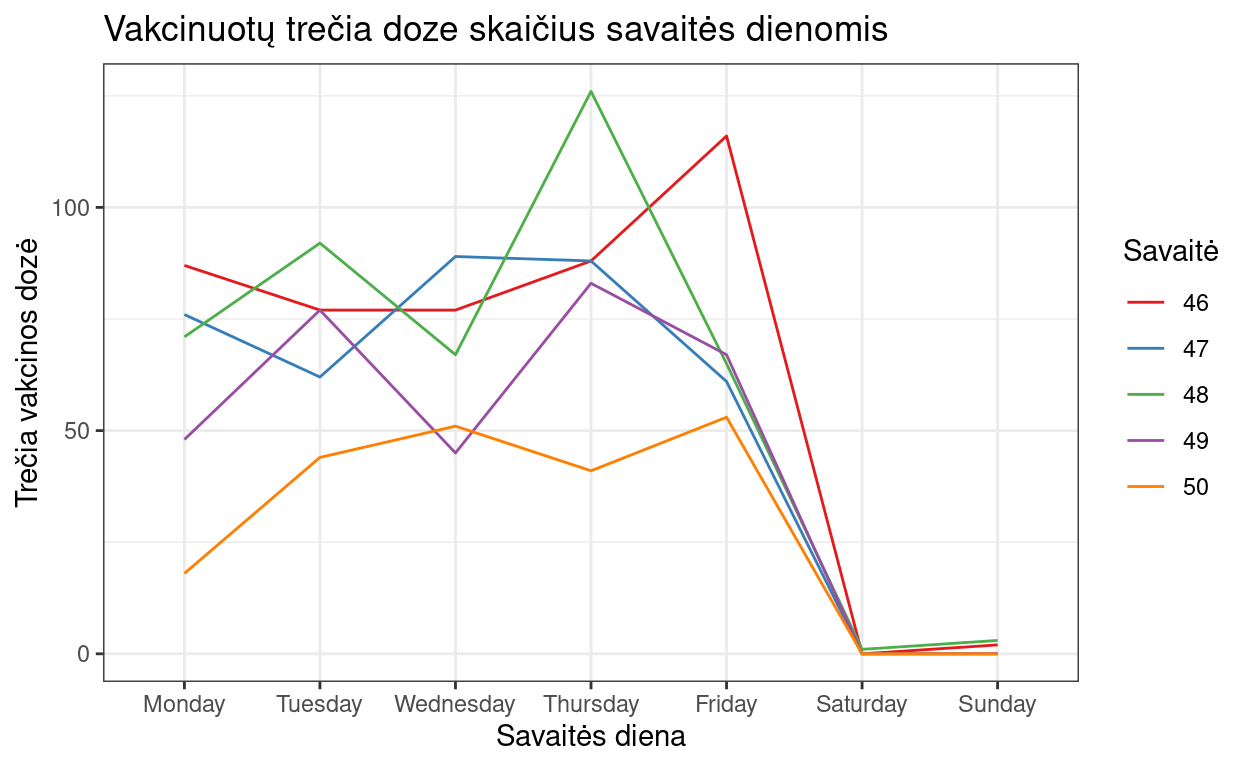 Vakcinuotų trečia doze skaičius savaitės dienomis
Trečia vakcinos dozė
100
50
0
Monday Tuesday Wednesday Thursday Friday Saturday Sunday
Savaitės diena
Savaitė
46
47
48
49
50